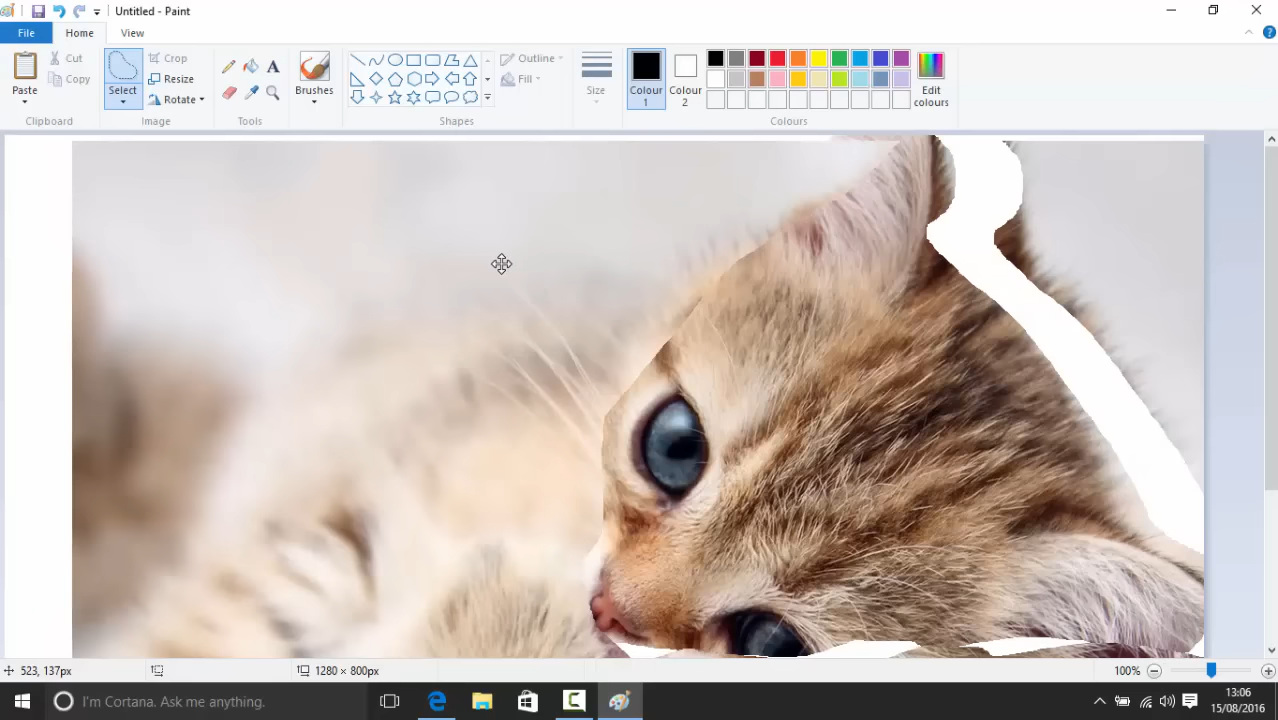 Untitled - Paint
File Home View
Paste Cut Copy
Clipboard
Select Crop Resize Rotate
Image
A
Tools
Brushes
Outline Fill
Shapes
Size
Colour 1 Colour 2 Edit colours
Colours
523, 137px 1280 × 800px 100%
I'm Cortana. Ask me anything.
13:06
15/08/2016